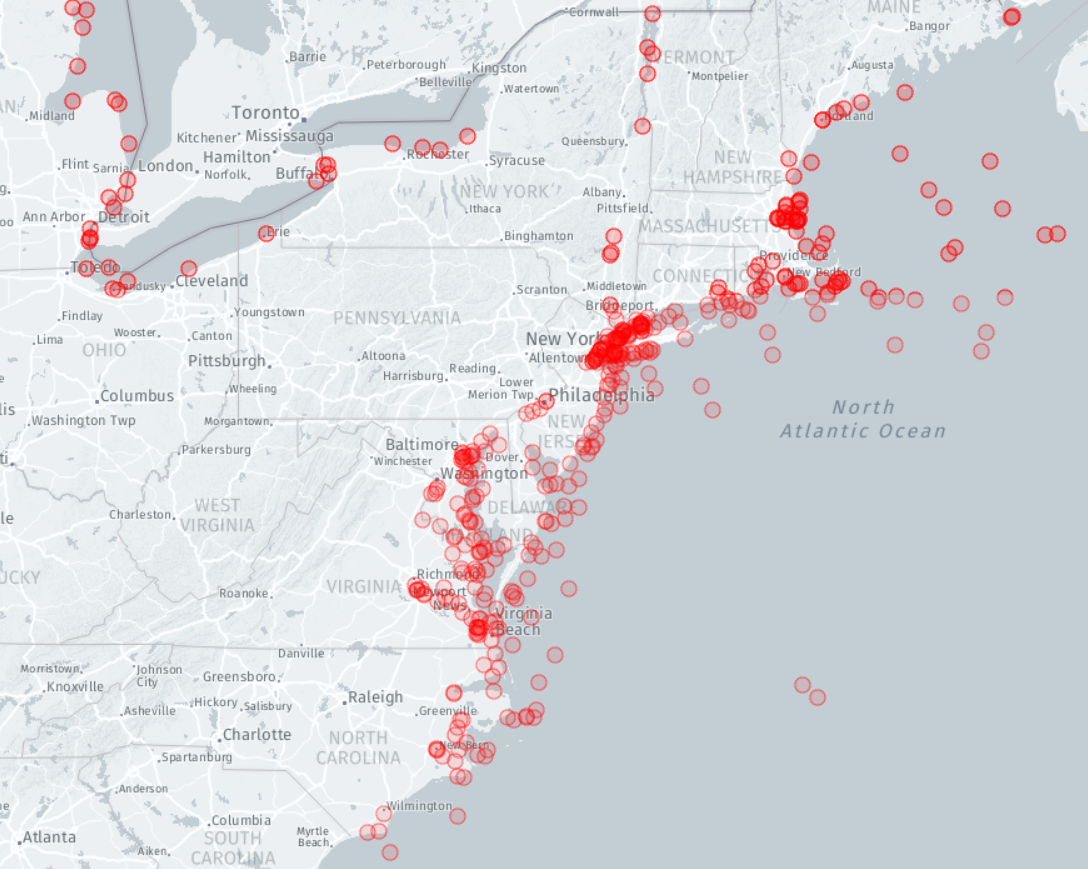 Cornwall
MAINE
Bangor
Barrie
Peterborough
Kingston
VERMONT
Augusta
Belleville
Montpelier
Watertown
Midland
Toronto
Mississauga
Kitchener
Queensbury
Rochester
Hamilton
NEW
HAMPSHIRE
Flint
Sarnia
London
Syracuse
Norfolk
Buffalo
NEW YORK
Albany
Ithaca
Pittsfield
Ann Arbor
Detroit
MASSACHUSETT
Erie
Binghamton
Providence
Toledo
CONNECTIC
New Bedford
Sandusky
Cleveland
Scranton
Middletown
Bridgeport
Findlay
Youngstown
PENNSYLVANIA
Wooster
Canton
Lima
New York
OHIO
Altoona
Allentown
Pittsburgh
Reading
Harrisburg
Lower
Merion Twp.
Wheeling
Philadelphia
Columbus
North
Atlantic Ocean
lis
Washington Twp
Morgantown
NEW
JERSEY
Baltimore
Parkersburg
Dover
Winchester
Washington
WEST
VIRGINIA
DELAWARE
Charleston
MARYLAND
UCKY
Richmond
VIRGINIA
Roanoke
Newport
News
Virginia
Beach
Danville
Morristown
Johnson
City
Greensboro
Knoxville
Raleigh
Hickory
Salisbury
Greenville
Asheville
Charlotte
NORTH
CAROLINA
New Bern
Spartanburg
Anderson
Wilmington
Columbia
Atlanta
SOUTH
CAROLINA
Myrtle
Beach
Aiken